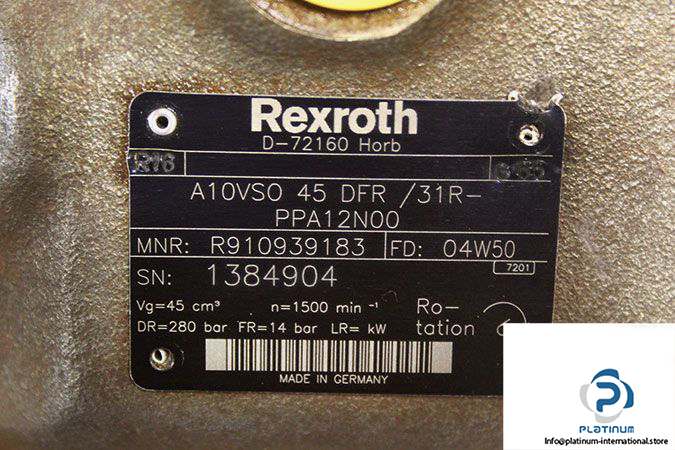 Rexroth
D-72160 Horb
A10VSO 45 DFR /31R-
PPA12N00
MNR: R910939183 FD: 04W50
7201
SN: 1384904
Vg=45 cm³ n=1500 min -1 Ro-
DR=280 bar FR=14 bar LR= kW tation
MADE IN GERMANY
PLATINUM
Info@platinum-international.store